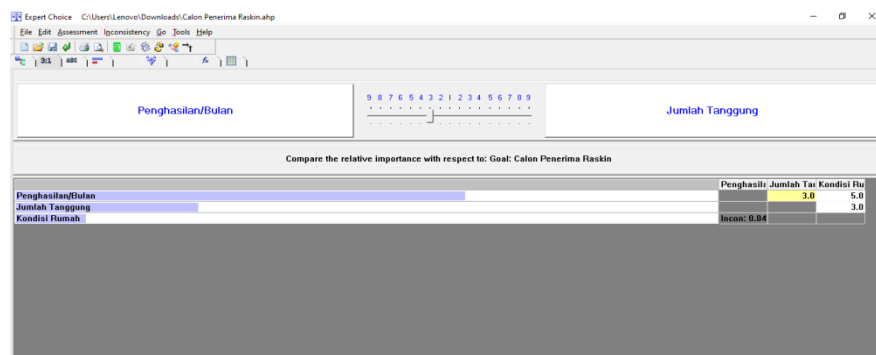 Expert Choice C:\Users\Lenovo\Downloads\Calon Penerima Raskin.ahp
File Edit Assessment Inconsistency Go Tools Help
3:1 ABC
Penghasilan/Bulan
9 8 7 6 5 4 3 2 1 2 3 4 5 6 7 8 9
Jumlah Tanggung
Compare the relative importance with respect to: Goal: Calon Penerima Raskin
Penghasila Jumlah Tan Kondisi Ru
Penghasilan/Bulan 3.0 5.0
Jumlah Tanggung 3.0
Kondisi Rumah Incon: 0.04